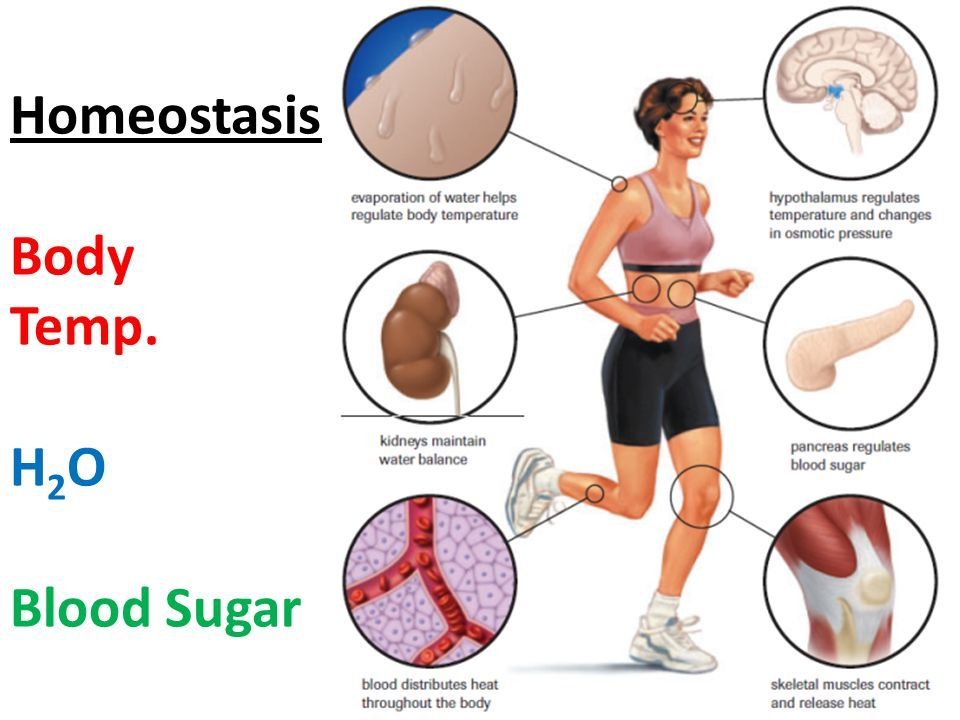 Homeostasis
Body
Temp.
H₂O
Blood Sugar
evaporation of water helps
regulate body temperature
hypothalamus regulates
temperature and changes
in osmotic pressure
kidneys maintain
water balance
pancreas regulates
blood sugar
blood distributes heat
throughout the body
skeletal muscles contract
and release heat